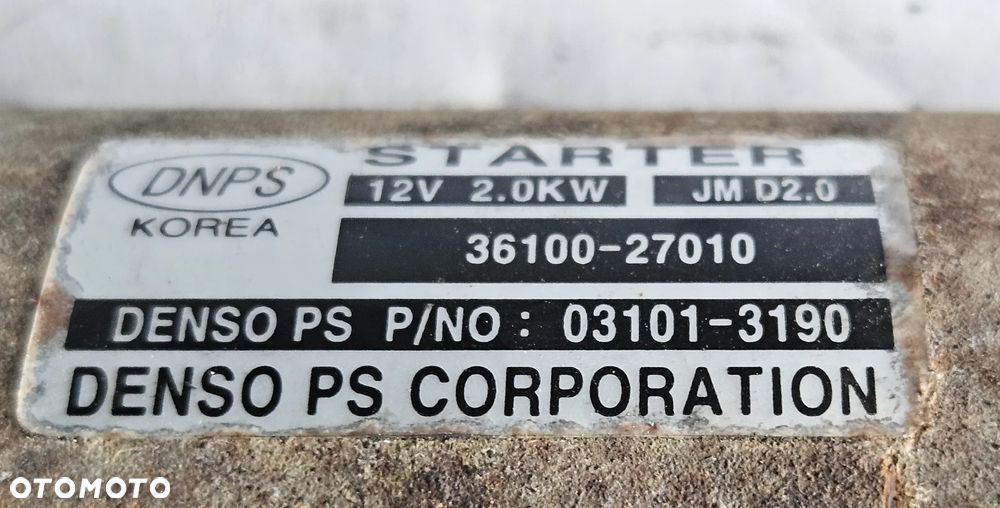 STARTER
DNPS
KOREA
12V 2.0KW JM D2.0
36100-27010
DENSO PS P/NO : 03101-3190
DENSO PS CORPORATION
OTOMOTO